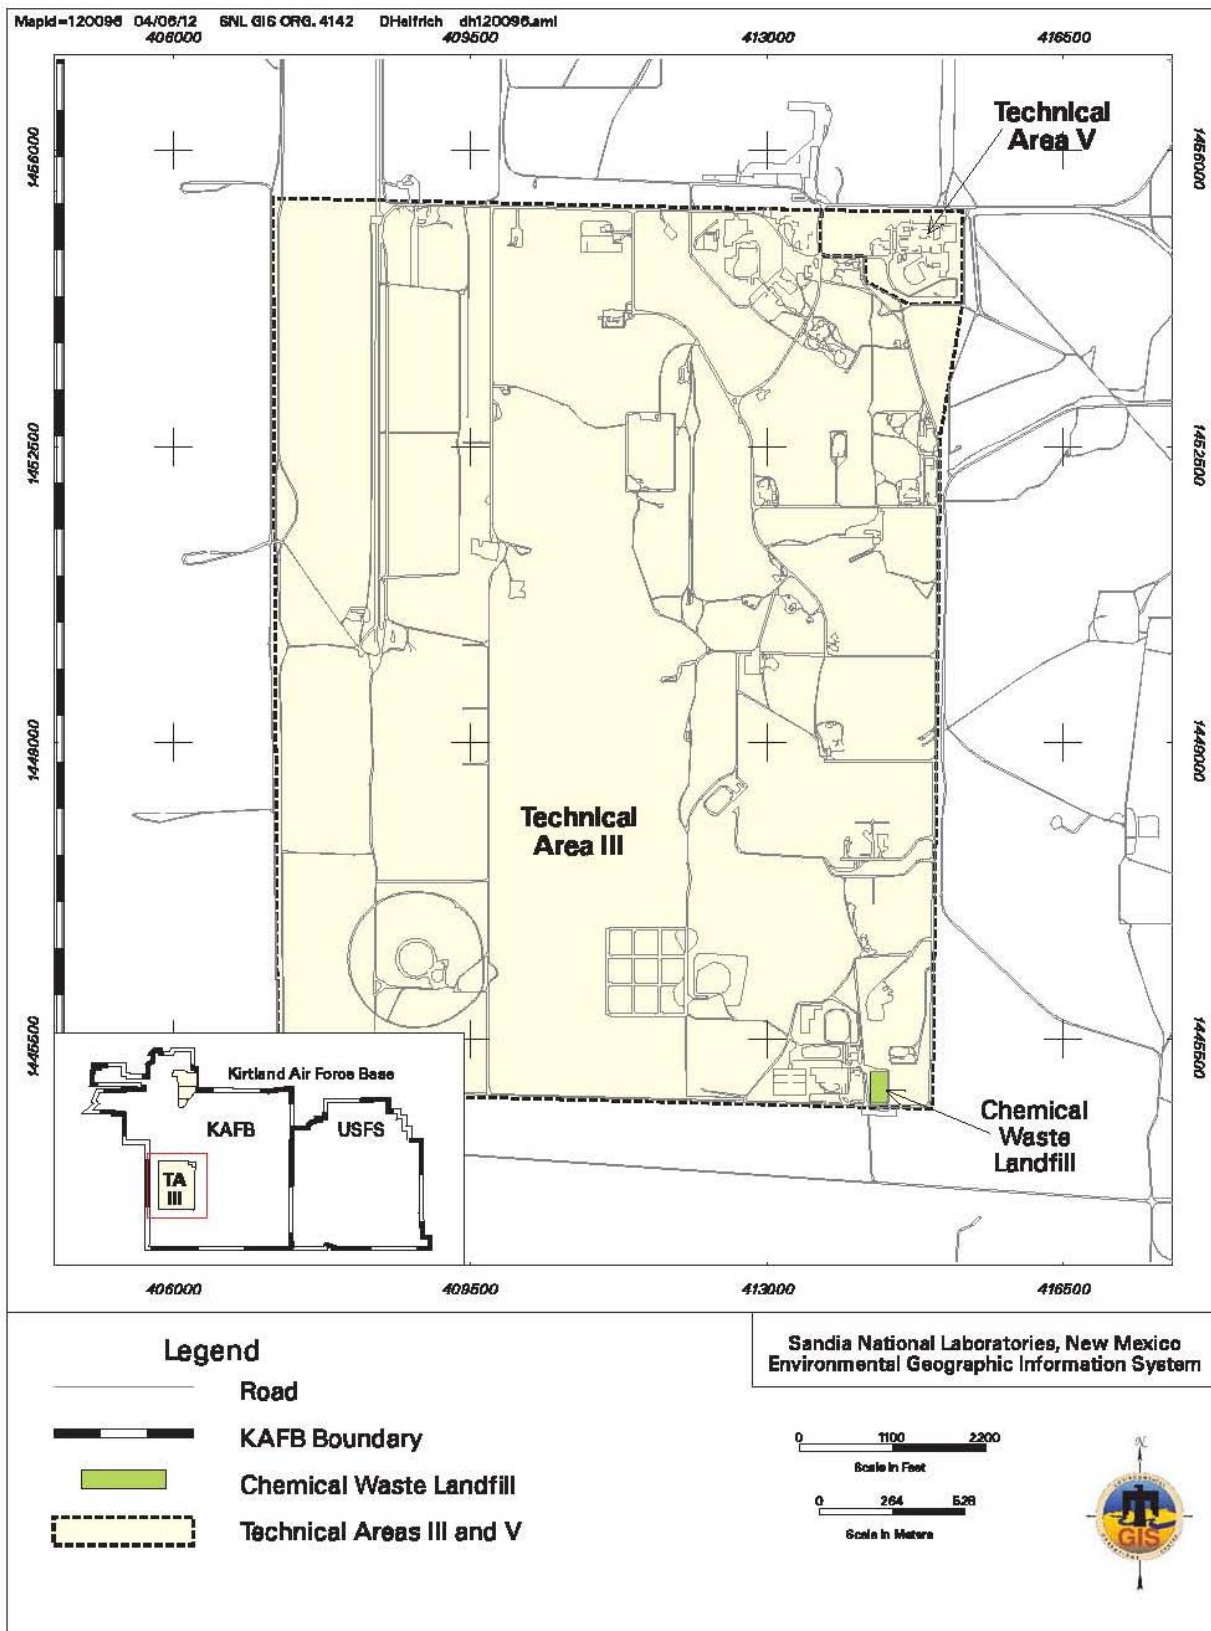 MapId=120096 04/06/12 SNL GIS ORG. 4142 DHelfrich dh120096.aml
406000 409500 413000 416500
Technical
Area V
1456000 1456000
1452500 1452500
1449000 1449000
Technical
Area III
1445500 1445500
Chemical
Waste
Landfill
Kirtland Air Force Base
KAFB USFS
TA
III
406000 409500 413000 416500
Legend
Road
KAFB Boundary
Chemical Waste Landfill
Technical Areas III and V
Sandia National Laboratories, New Mexico
Environmental Geographic Information System
0 1100 2200
Scale in Feet
0 264 528
Scale in Meters
N
GIS